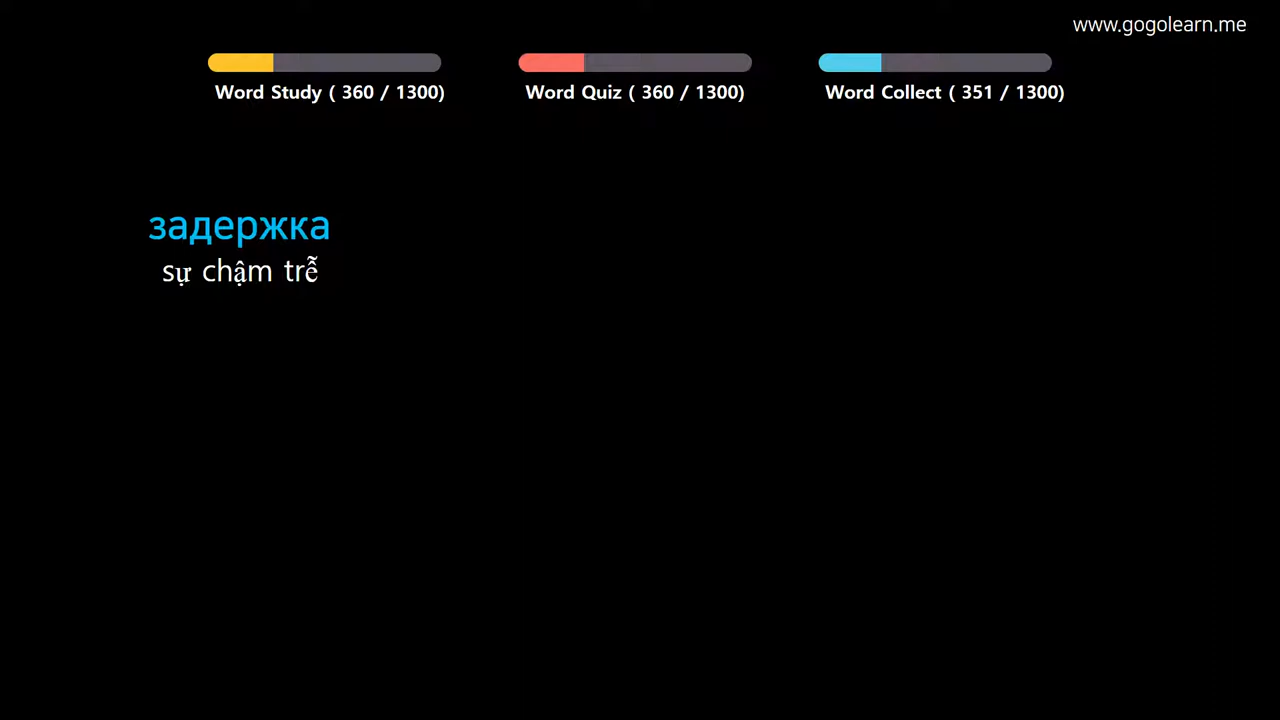 www.gogolearn.me
Word Study ( 360 / 1300)
Word Quiz ( 360 / 1300)
Word Collect ( 351 / 1300)
задержка
sự chậm trễ